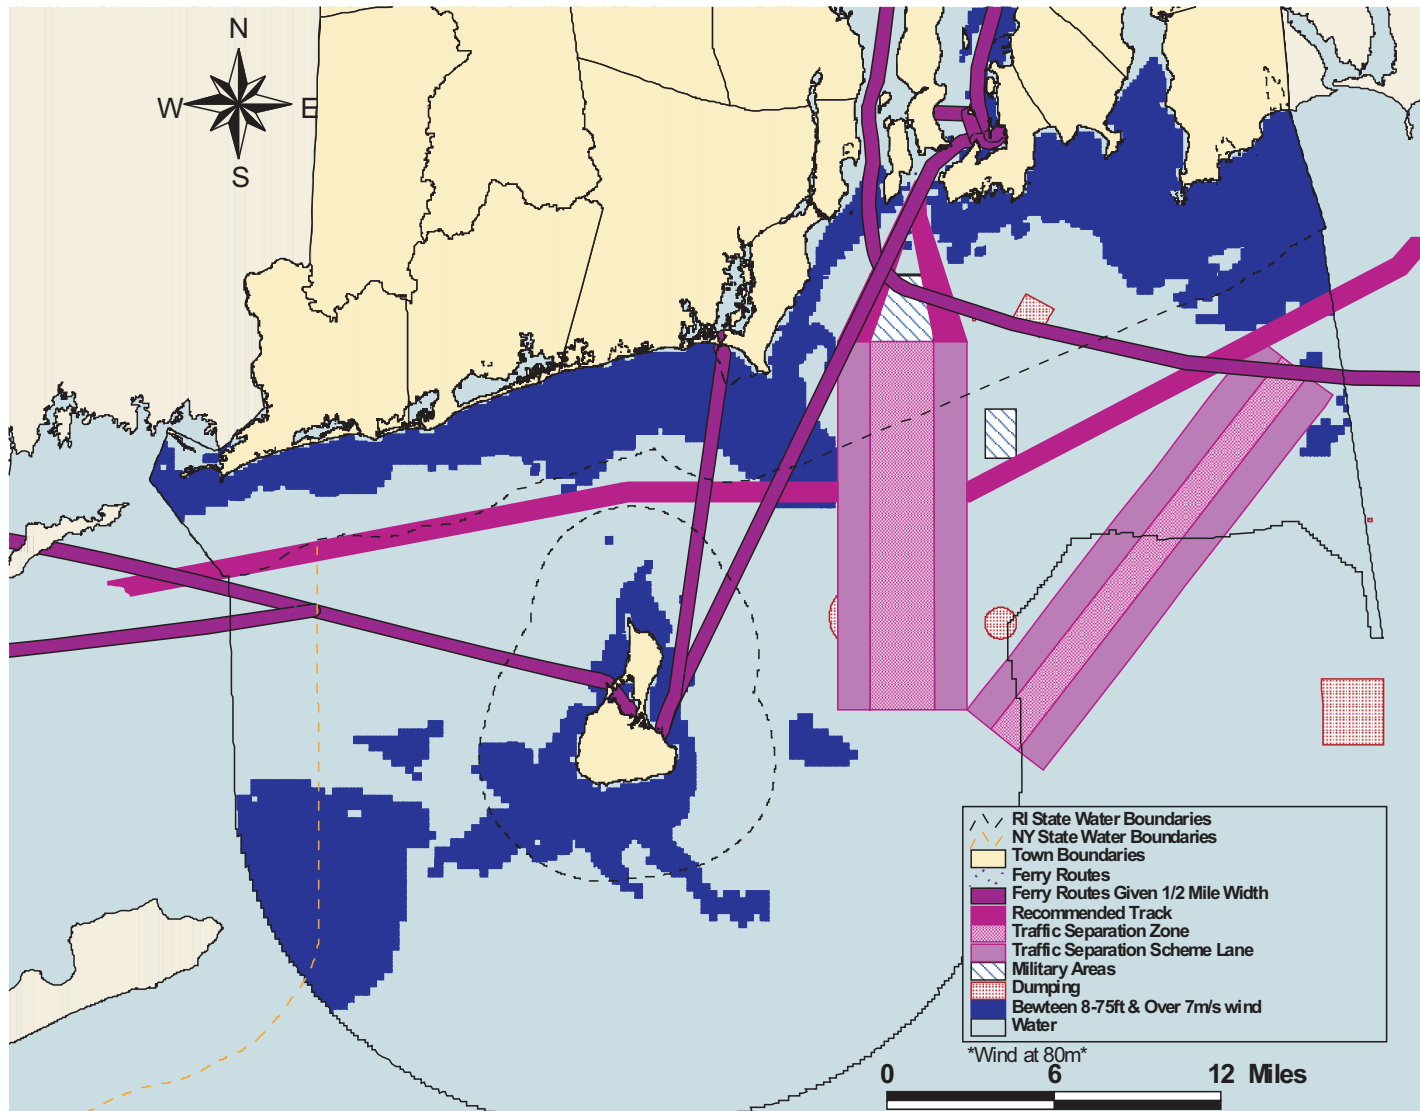 N
W E
S
RI State Water Boundaries
NY State Water Boundaries
Town Boundaries
Ferry Routes
Ferry Routes Given 1/2 Mile Width
Recommended Track
Traffic Separation Zone
Traffic Separation Scheme Lane
Military Areas
Dumping
Bewteen 8-75ft & Over 7m/s wind
Water
*Wind at 80m*
0 6 12 Miles